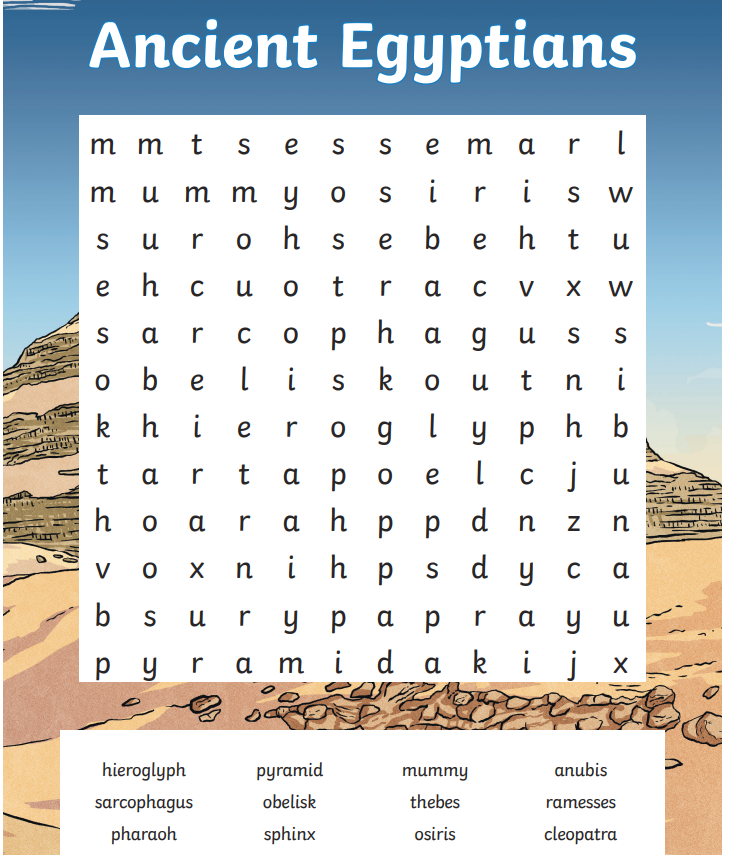 Ancient Egyptians
m m t s e s s e m a r l
m u m m y o s i r i s w
s u r o h s e b e h t u
e h c u o t r a c v x w
s a r c o p h a g u s s
o b e l i s k o u t n i
k h i e r o g l y p h b
t a r t a p o e l c j u
h o a r a h p p d n z n
v o x n i h p s d y c a
b s u r y p a p r a y u
p y r a m i d a k i j x
hieroglyph pyramid mummy anubis
sarcophagus obelisk thebes ramesses
pharaoh sphinx osiris cleopatra